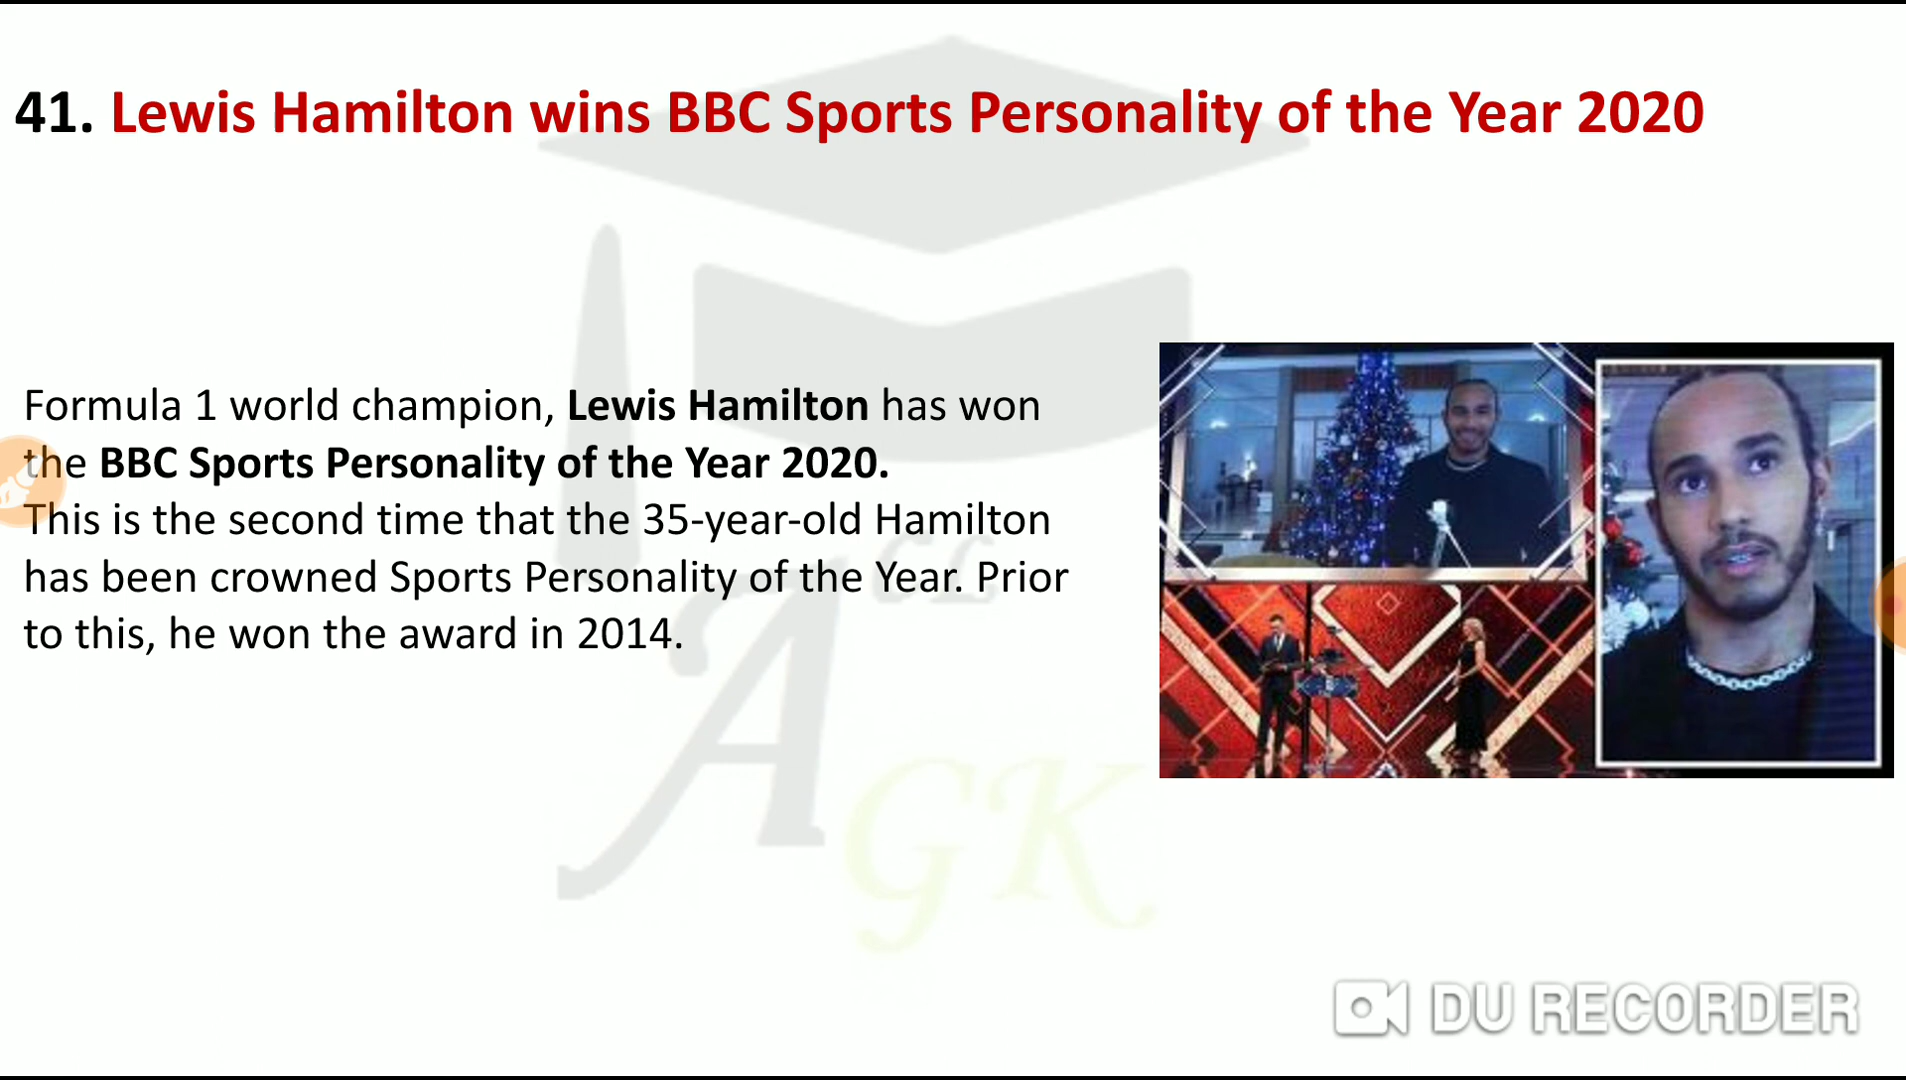 41. Lewis Hamilton wins BBC Sports Personality of the Year 2020
Formula 1 world champion, Lewis Hamilton has won
the BBC Sports Personality of the Year 2020.
This is the second time that the 35-year-old Hamilton
has been crowned Sports Personality of the Year. Prior
to this, he won the award in 2014.
A
GK
DU RECORDER